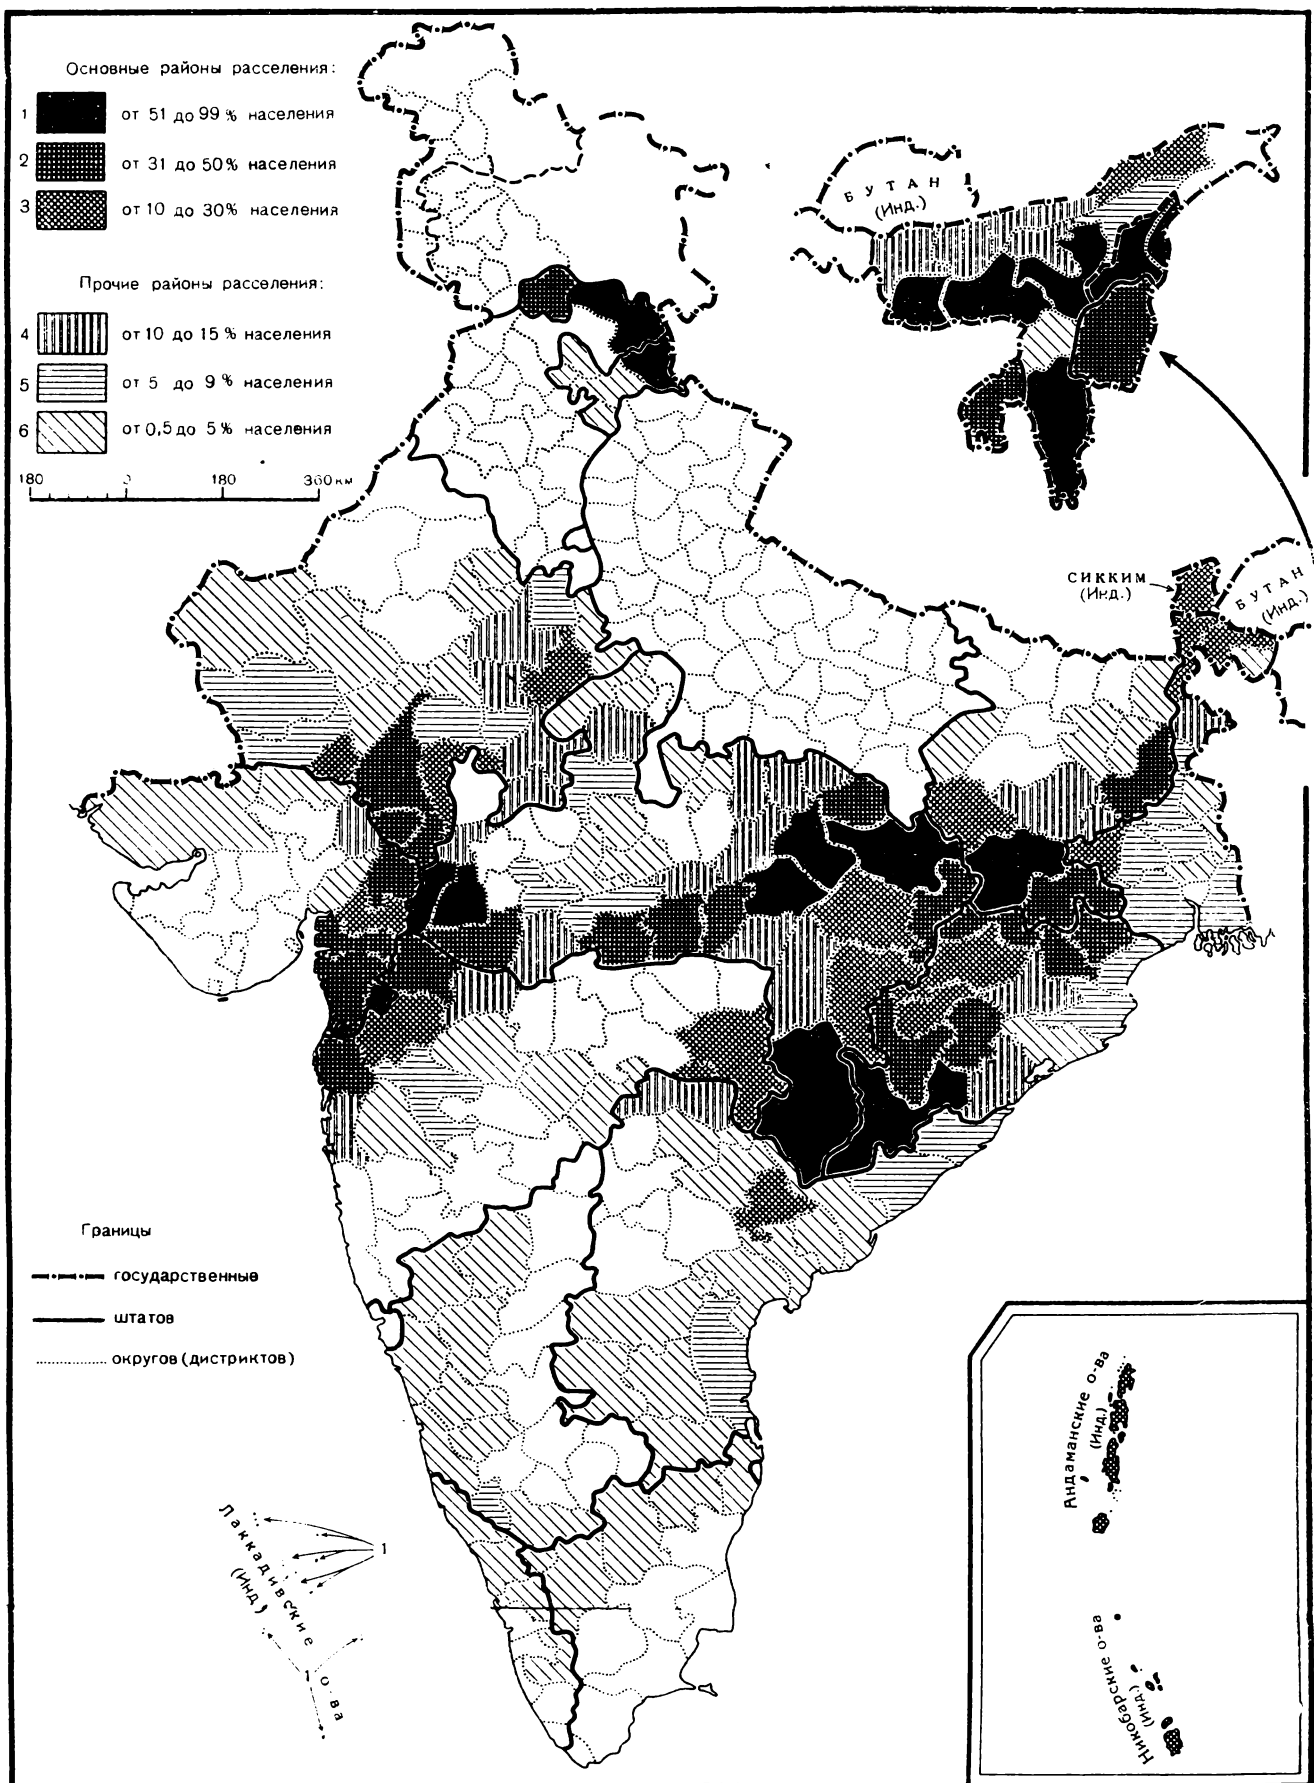 Основные районы расселения:
1 от 51 до 99 % населения
2 от 31 до 50% населения
3 от 10 до 30% населения
Прочие районы расселения:
4 от 10 до 15 % населения
5 от 5 до 9 % населения
6 от 0,5 до 5% населения
180 0 180 360 км
БУТАН
(Инд.)
СИККИМ
(Инд.)
БУТАН
(Инд.)
Границы
государственные
штатов
округов (дистриктов)
Лаккадивские о-ва
(Инд.)
1
1
Андаманские о-ва
(Инд.)
Никобарские о-ва
(Инд.)